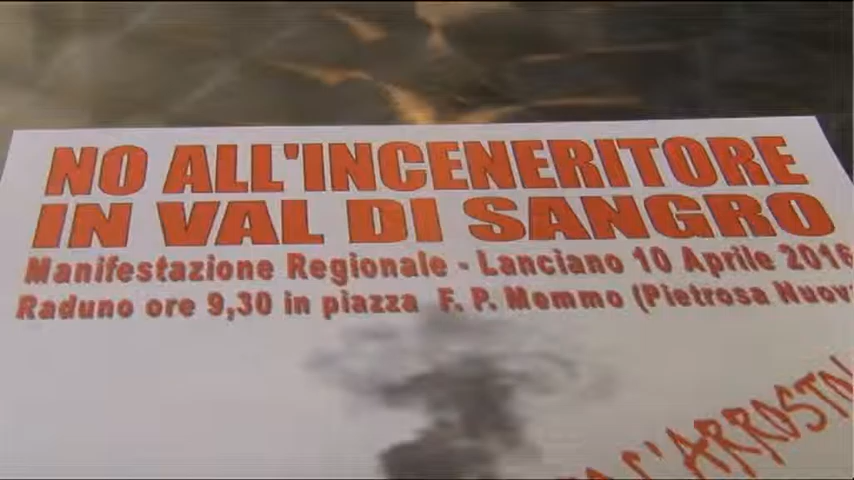 NO ALL'INCENERITORE
IN VAL DI SANGRO
Manifestazione Regionale - Lanciano 10 Aprile 2016
Raduno ore 9,30 in piazza F. P. Memmo (Pietrosa Nuov
C'ARROSTO!